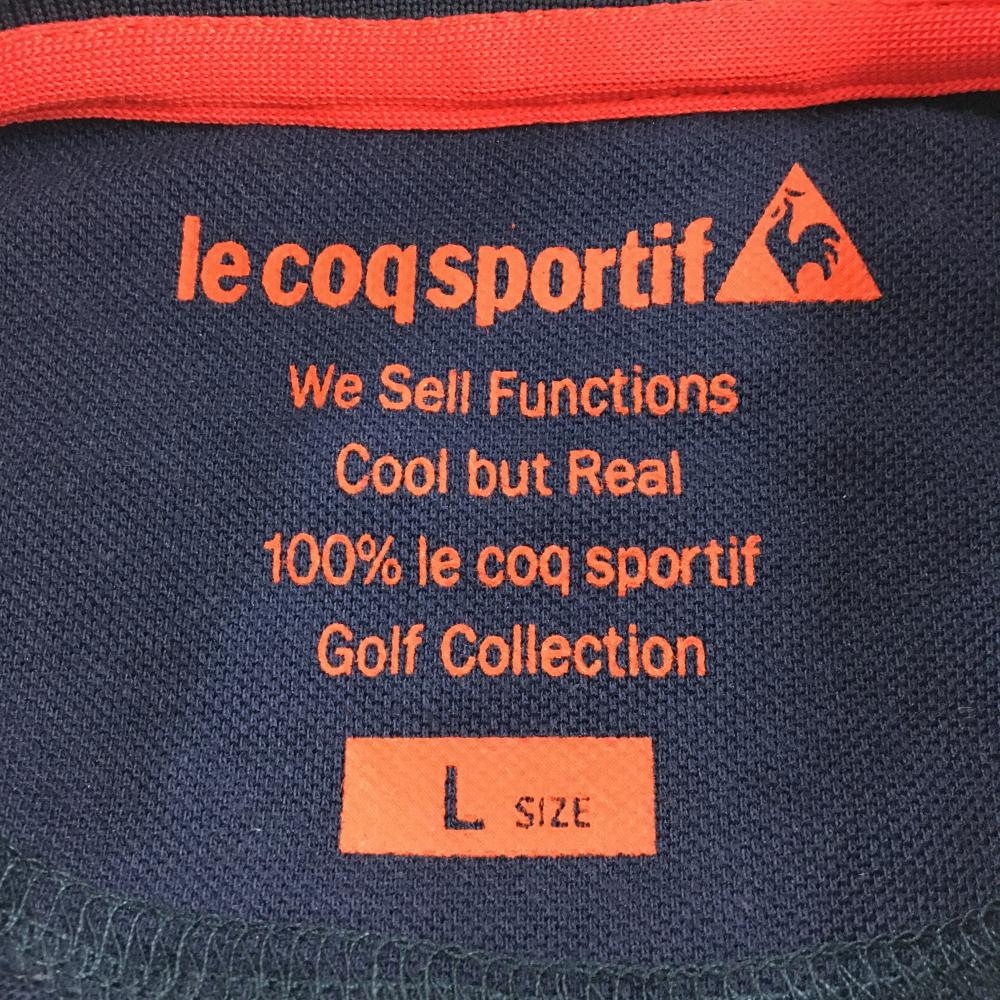 le coq sportif
We Sell Functions
Cool but Real
100% le coq sportif
Golf Collection
L SIZE